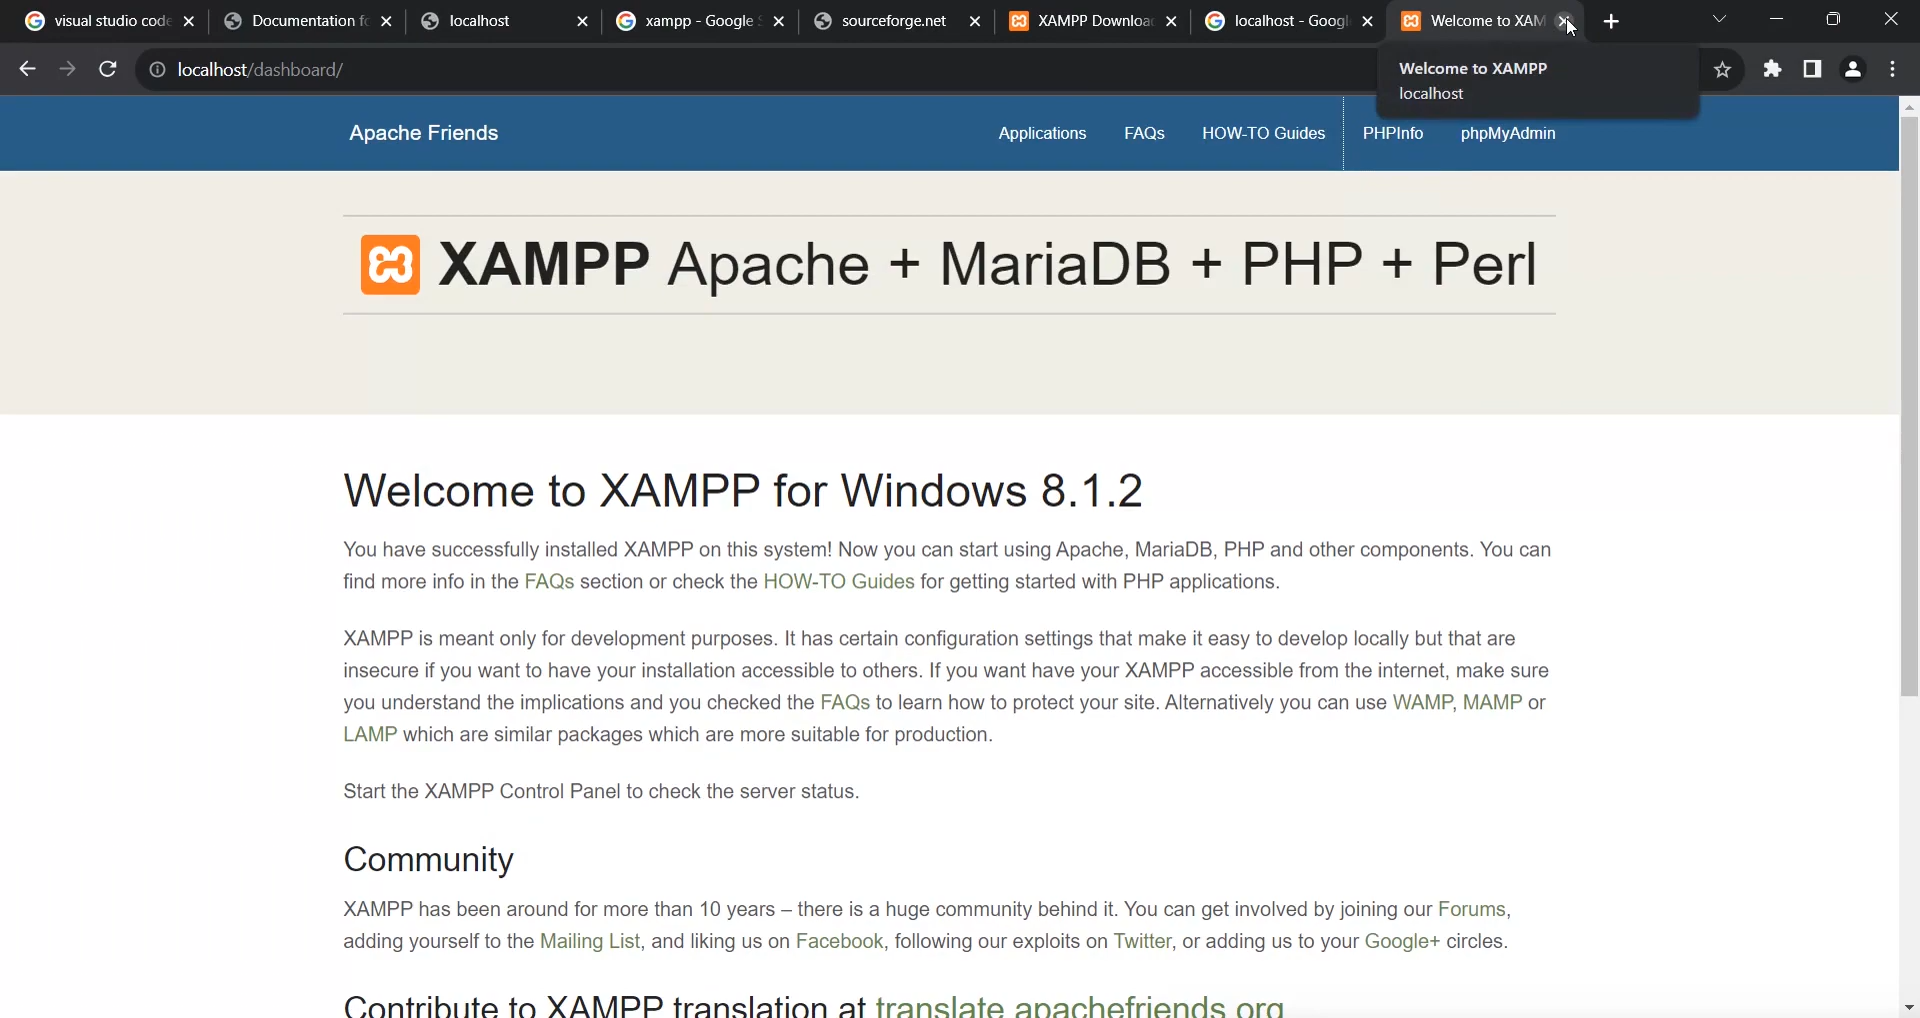 visual studio code
Documentation f
localhost
xampp - Google S
sourceforge.net
XAMPP Downloa
localhost - Googl
Welcome to XAM
localhost/dashboard/
Welcome to XAMPP
localhost
Apache Friends
Applications
FAQs
HOW-TO Guides
PHPInfo
phpMyAdmin
XAMPP Apache + MariaDB + PHP + Perl
Welcome to XAMPP for Windows 8.1.2
You have successfully installed XAMPP on this system! Now you can start using Apache, MariaDB, PHP and other components. You can
find more info in the FAQs section or check the HOW-TO Guides for getting started with PHP applications.
XAMPP is meant only for development purposes. It has certain configuration settings that make it easy to develop locally but that are
insecure if you want to have your installation accessible to others. If you want have your XAMPP accessible from the internet, make sure
you understand the implications and you checked the FAQs to learn how to protect your site. Alternatively you can use WAMP, MAMP or
LAMP which are similar packages which are more suitable for production.
Start the XAMPP Control Panel to check the server status.
Community
XAMPP has been around for more than 10 years – there is a huge community behind it. You can get involved by joining our Forums,
adding yourself to the Mailing List, and liking us on Facebook, following our exploits on Twitter, or adding us to your Google+ circles.
Contribute to XAMPP translation at translate.apachefriends.org